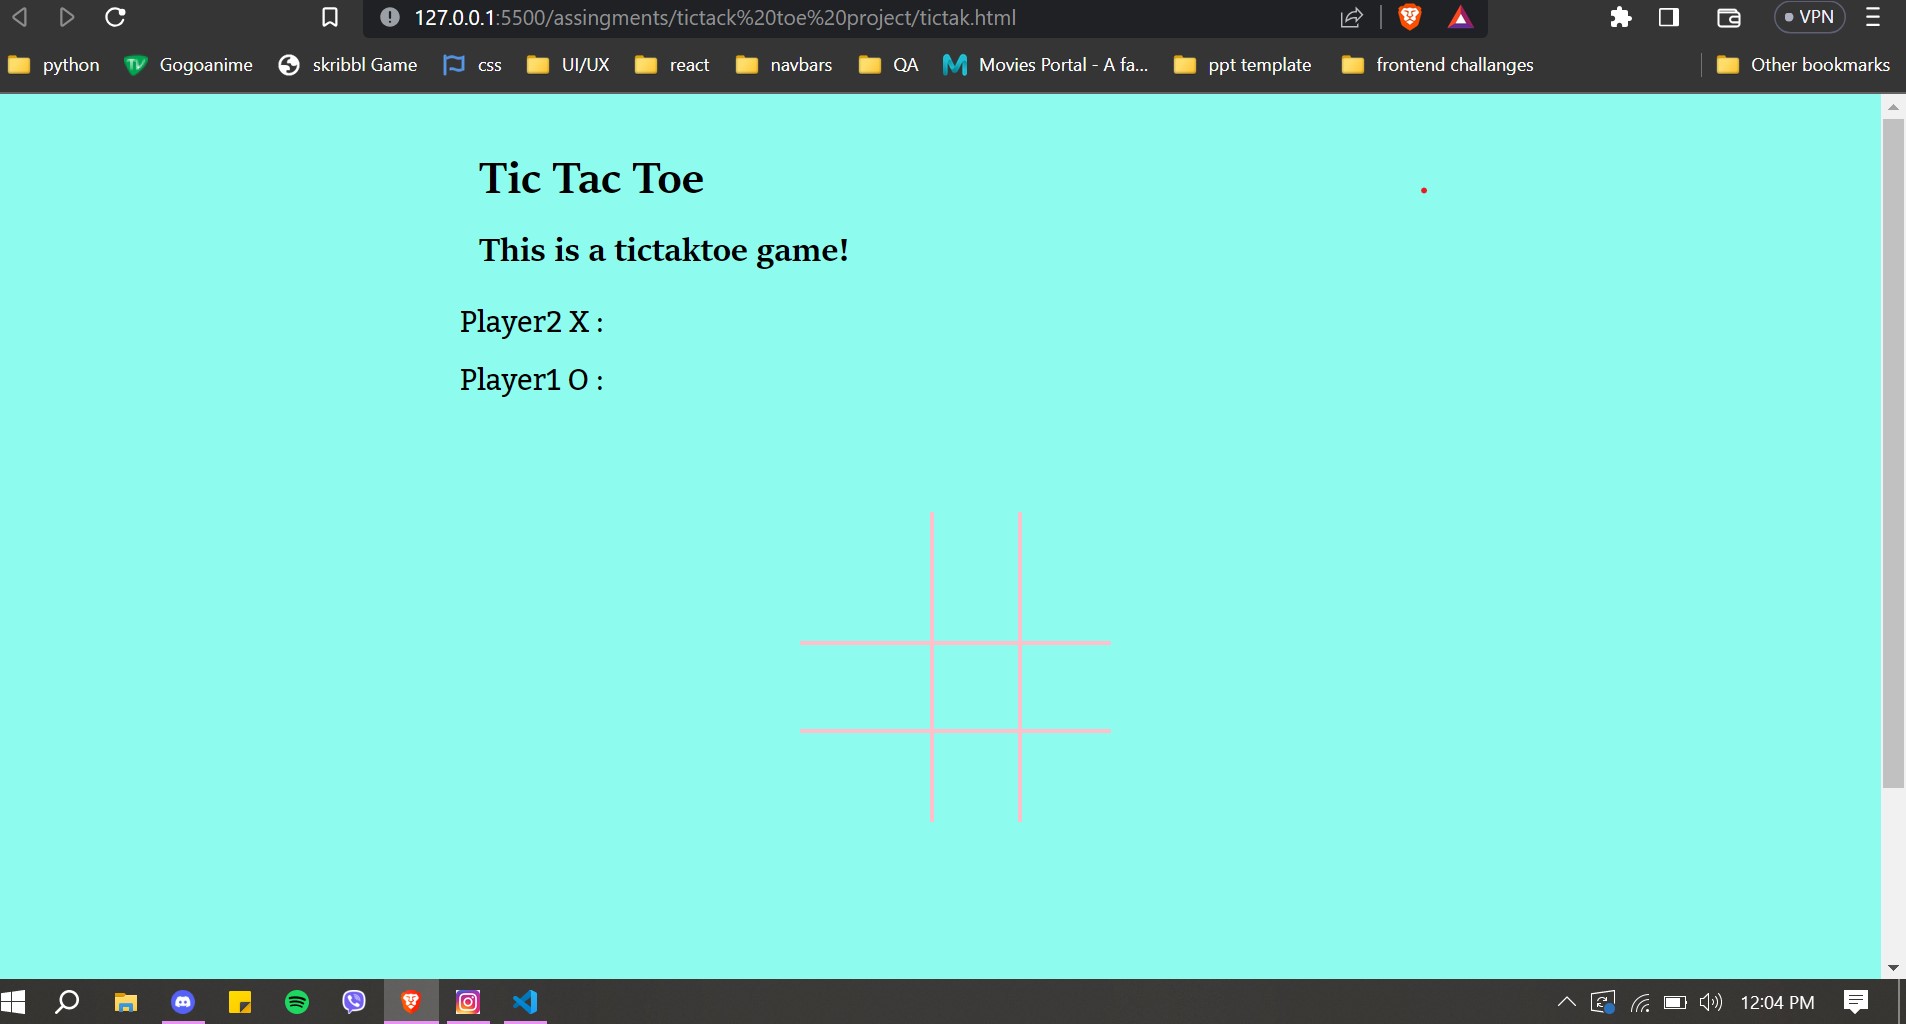 127.0.0.1:5500/assingments/tictack%20toe%20project/tictak.html
VPN
python Gogoanime skribbl Game css UI/UX react navbars QA Movies Portal - A fa... ppt template frontend challanges Other bookmarks
Tic Tac Toe
This is a tictaktoe game!
Player2 X :
Player1 O :
12:04 PM